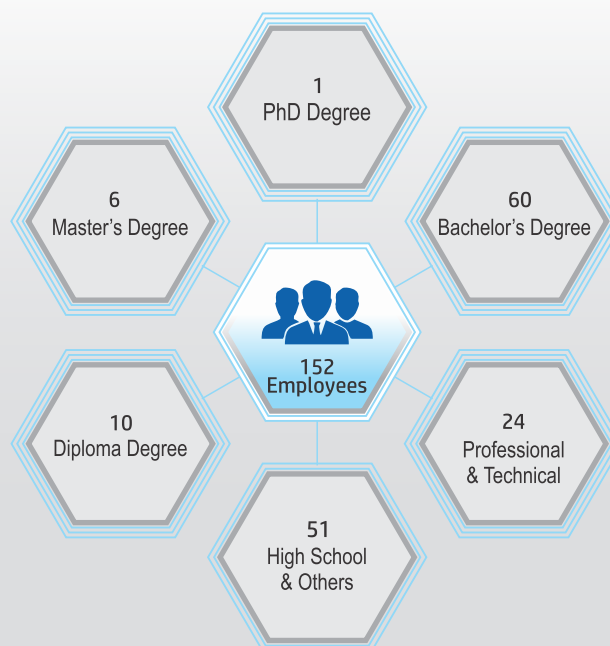 1
PhD Degree
6
Master's Degree
60
Bachelor's Degree
152
Employees
10
Diploma Degree
24
Professional
& Technical
51
High School
& Others